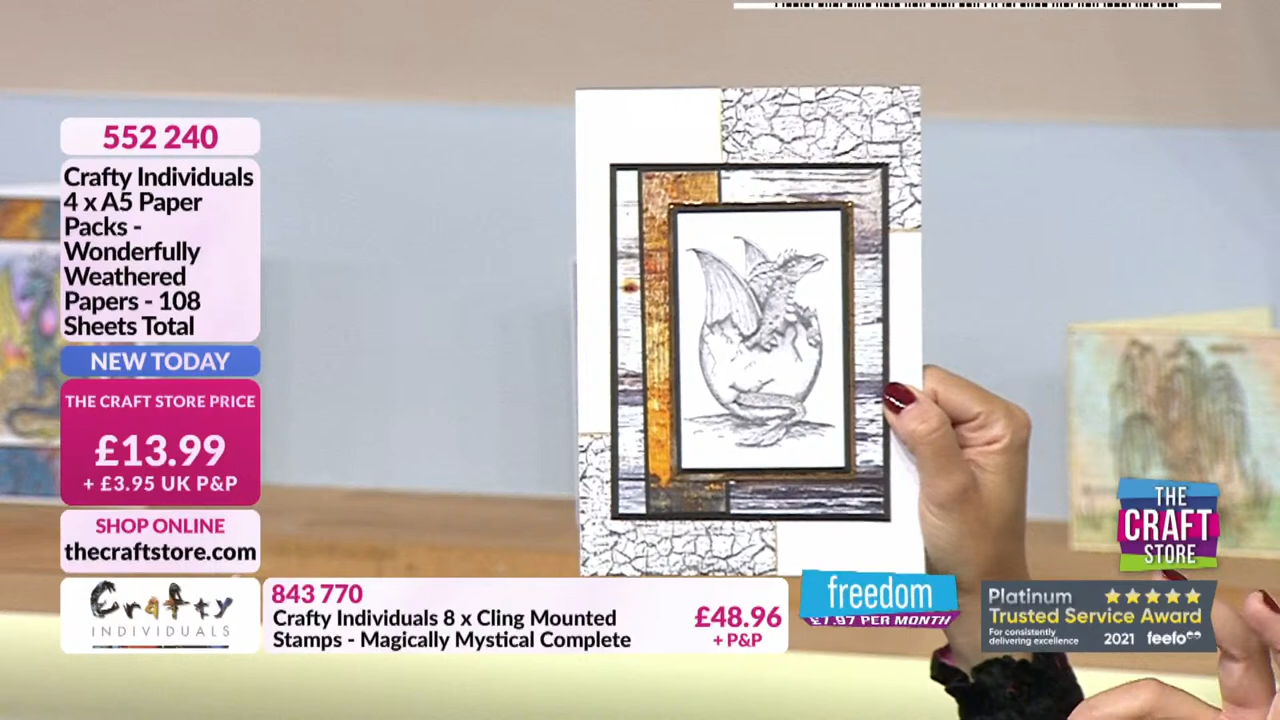 552 240
Crafty Individuals
4 x A5 Paper
Packs -
Wonderfully
Weathered
Papers - 108
Sheets Total
NEW TODAY
THE CRAFT STORE PRICE
£13.99
+ £3.95 UK P&P
SHOP ONLINE
thecraftstore.com
Crafty
INDIVIDUALS
843 770
Crafty Individuals 8 x Cling Mounted
Stamps - Magically Mystical Complete
£48.96
+ P&P
freedom
£7.97 PER MONTH
THE
CRAFT
STORE
Platinum
Trusted Service Award
For consistently
delivering excellence
2021 feefo